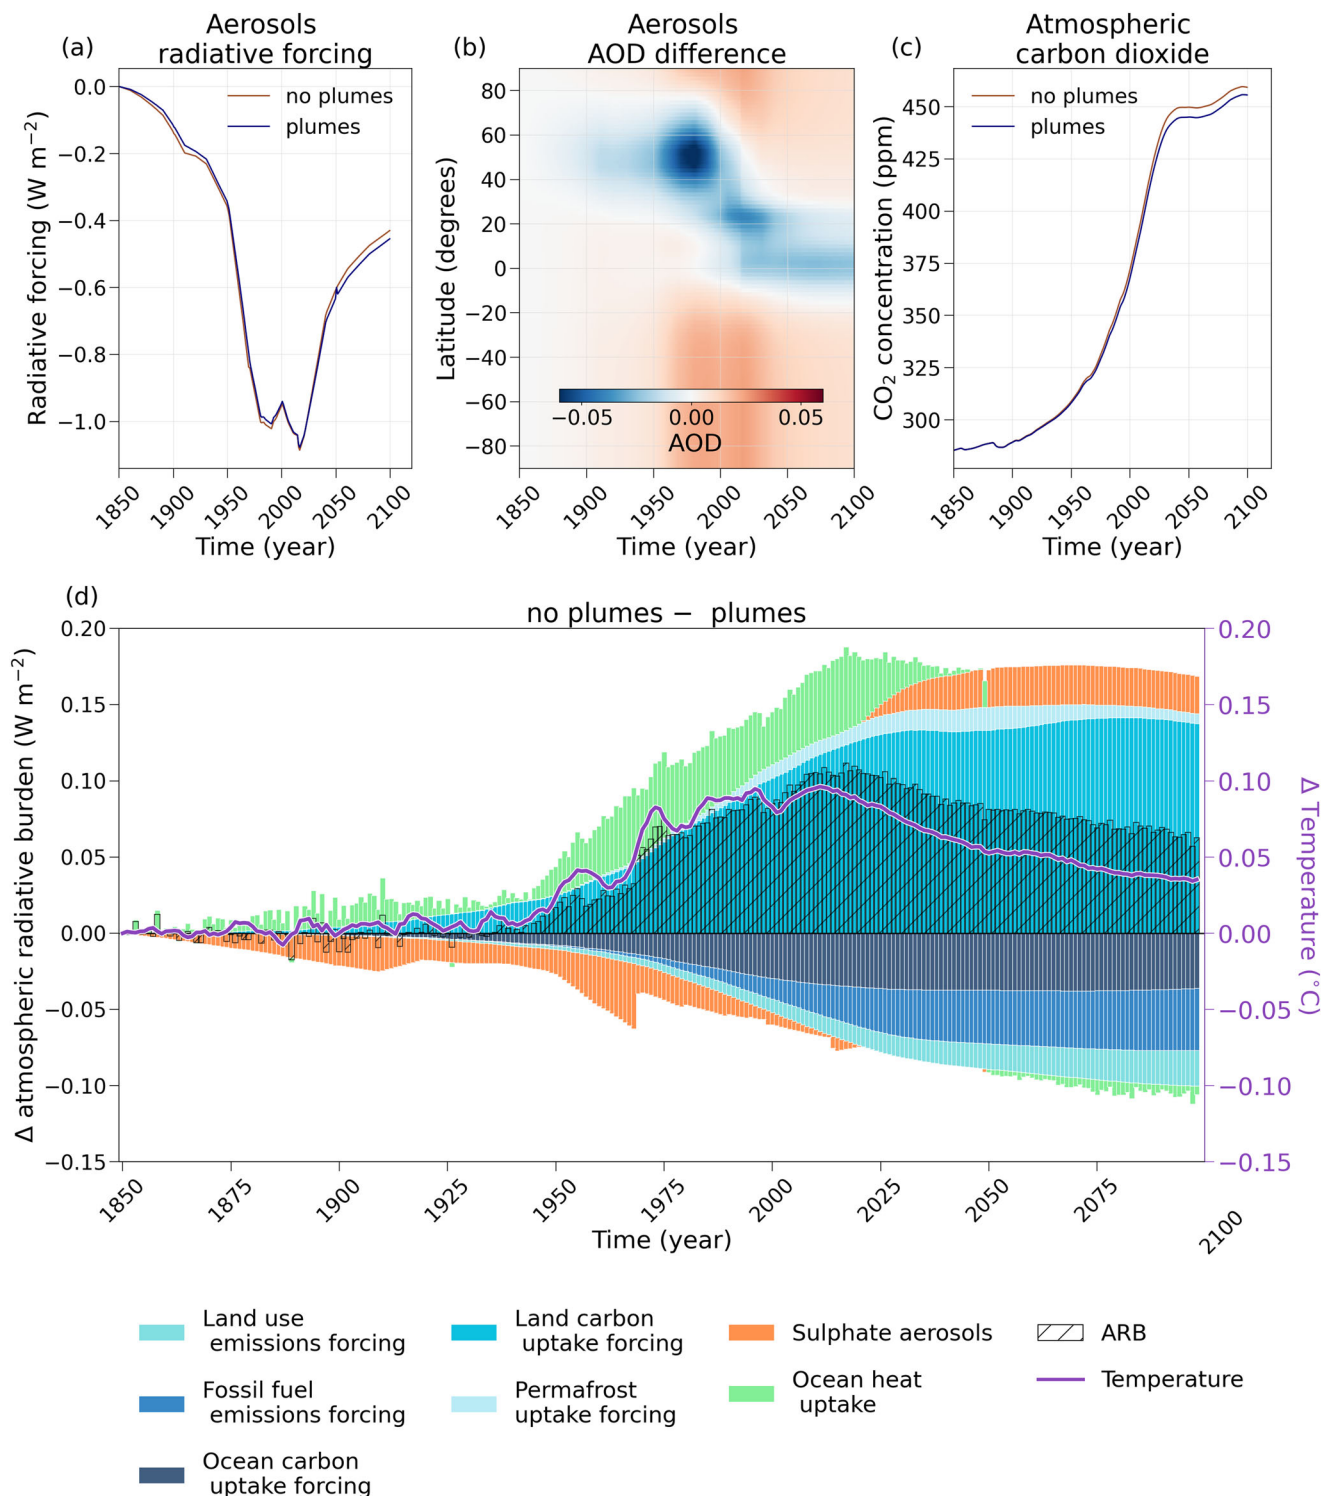 (a)
Aerosols
radiative forcing
Radiative forcing (W m−2)
0.0
−0.2
−0.4
−0.6
−0.8
−1.0
no plumes
plumes
1850
1900
1950
2000
2050
2100
Time (year)
(b)
Aerosols
AOD difference
Latitude (degrees)
80
60
40
20
0
−20
−40
−60
−80
−0.05
0.00
0.05
AOD
1850
1900
1950
2000
2050
2100
Time (year)
(c)
Atmospheric
carbon dioxide
CO2 concentration (ppm)
450
425
400
375
350
325
300
no plumes
plumes
1850
1900
1950
2000
2050
2100
Time (year)
(d)
no plumes − plumes
Δ atmospheric radiative burden (W m−2)
0.20
0.15
0.10
0.05
0.00
−0.05
−0.10
−0.15
0.20
0.15
0.10
0.05
0.00
−0.05
−0.10
−0.15
Δ Temperature (°C)
1850
1875
1900
1925
1950
1975
2000
2025
2050
2075
2100
Time (year)
Land use
emissions forcing
Fossil fuel
emissions forcing
Ocean carbon
uptake forcing
Land carbon
uptake forcing
Permafrost
uptake forcing
Sulphate aerosols
Ocean heat
uptake
ARB
Temperature